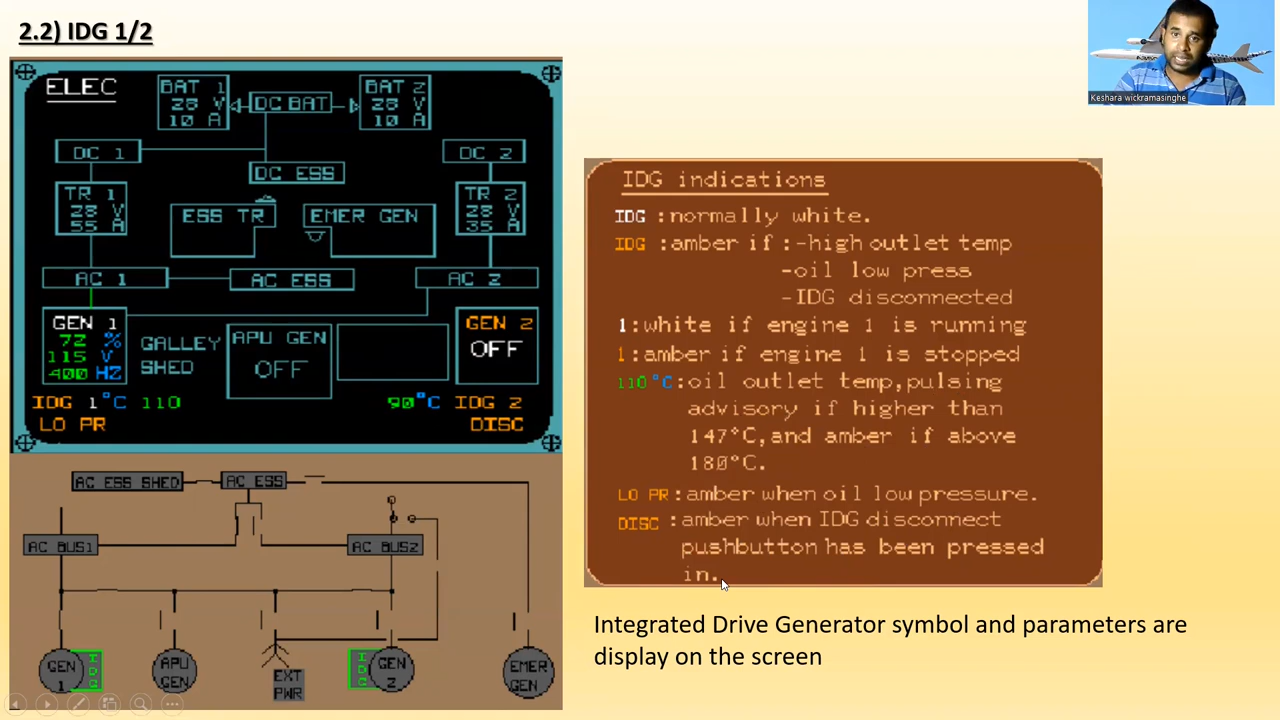 2.2) IDG 1/2
Keshara wickramasinghe
ELEC
BAT 1
28 V
10 A
DC BAT
BAT 2
28 V
10 A
DC 1
DC 2
DC ESS
TR 1
28 V
55 A
ESS TR
EMER GEN
TR 2
28 V
35 A
AC 1
AC ESS
AC 2
GEN 1
72 %
115 V
400 HZ
GALLEY
SHED
APU GEN
OFF
GEN 2
OFF
IDG 1 °C 110
LO PR
90°C IDG 2
DISC
AC ESS SHED
AC ESS
AC BUS1
AC BUS2
GEN
1
IDG
APU
GEN
EXT
PWR
IDG
GEN
2
EMER
GEN
IDG indications
IDG :normally white.
IDG :amber if :-high outlet temp
-oil low press
-IDG disconnected
1:white if engine 1 is running
1:amber if engine 1 is stopped
110°C:oil outlet temp,pulsing
advisory if higher than
147°C,and amber if above
180°C.
LO PR:amber when oil low pressure.
DISC :amber when IDG disconnect
pushbutton has been pressed
in.
Integrated Drive Generator symbol and parameters are
display on the screen